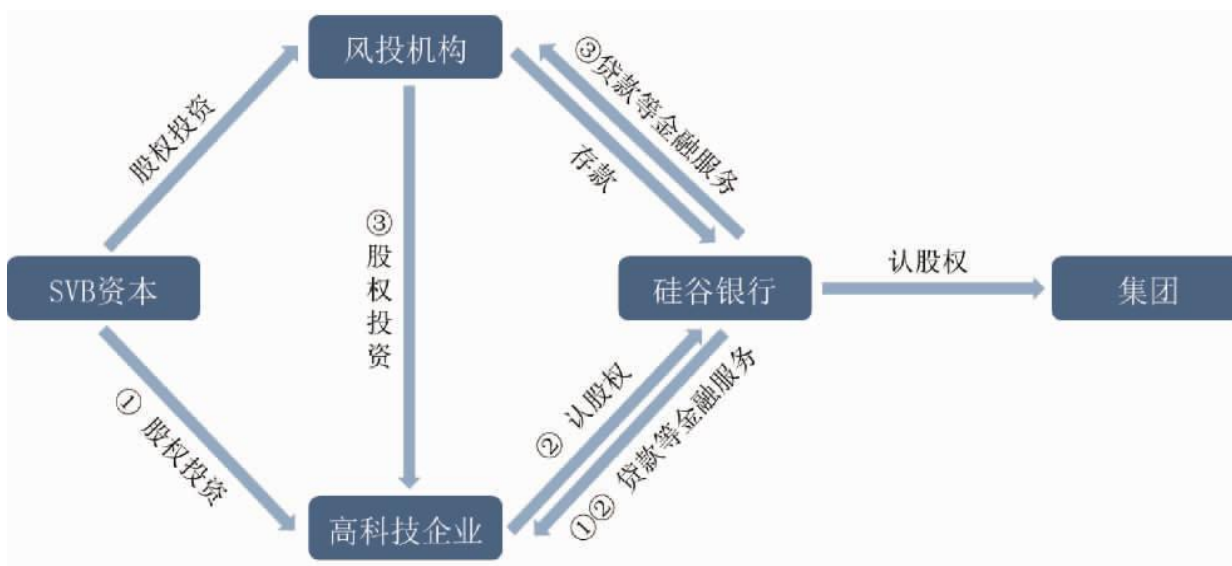 风投机构
股权投资
③贷款等金融服务
存款
③股权投资
SVB资本
硅谷银行
认股权
集团
① 股权投资
② 认股权
①② 贷款等金融服务
高科技企业